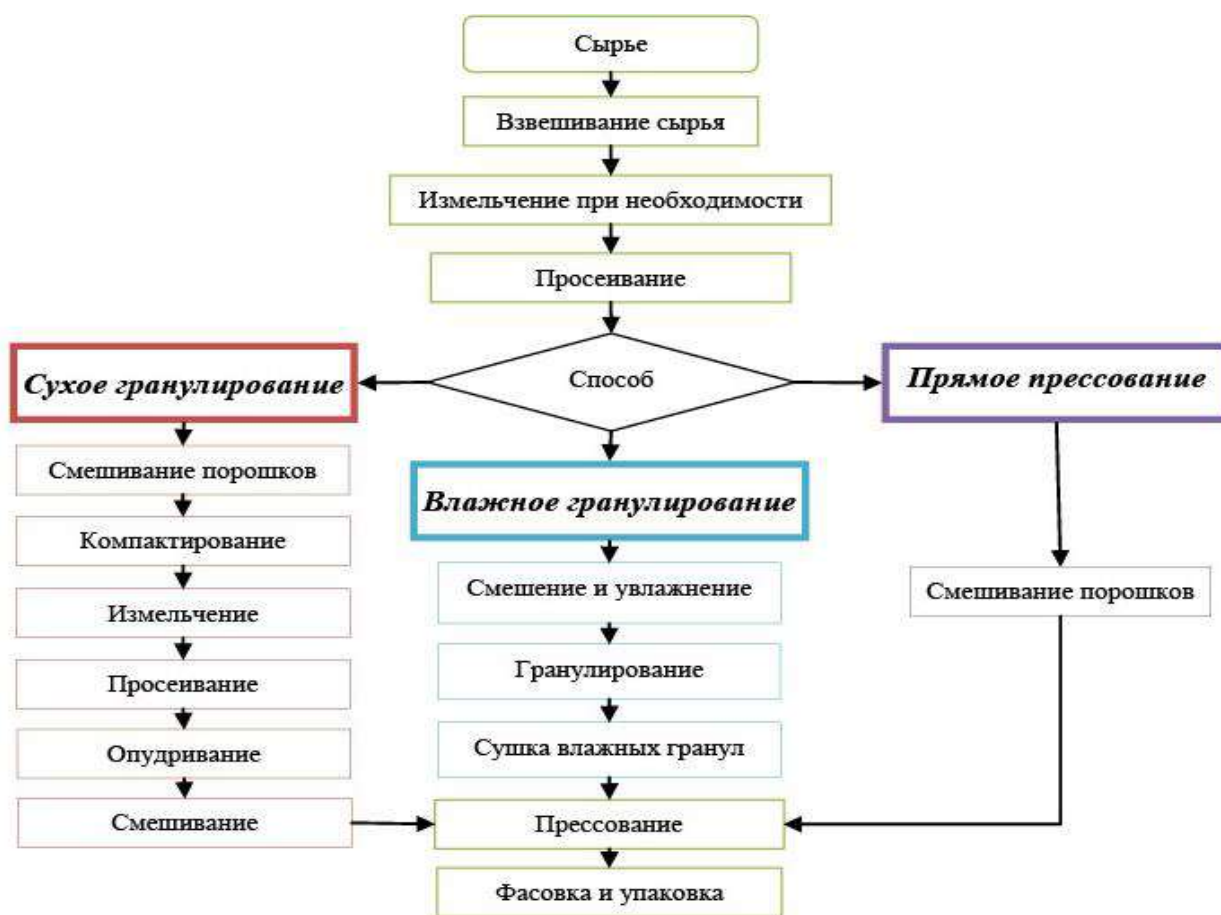 Сырье
Взвешивание сырья
Измельчение при необходимости
Просеивание
Способ
Сухое гранулирование
Смешивание порошков
Компактирование
Измельчение
Просеивание
Опудривание
Смешивание
Влажное гранулирование
Смешение и увлажнение
Гранулирование
Сушка влажных гранул
Прямое прессование
Смешивание порошков
Прессование
Фасовка и упаковка